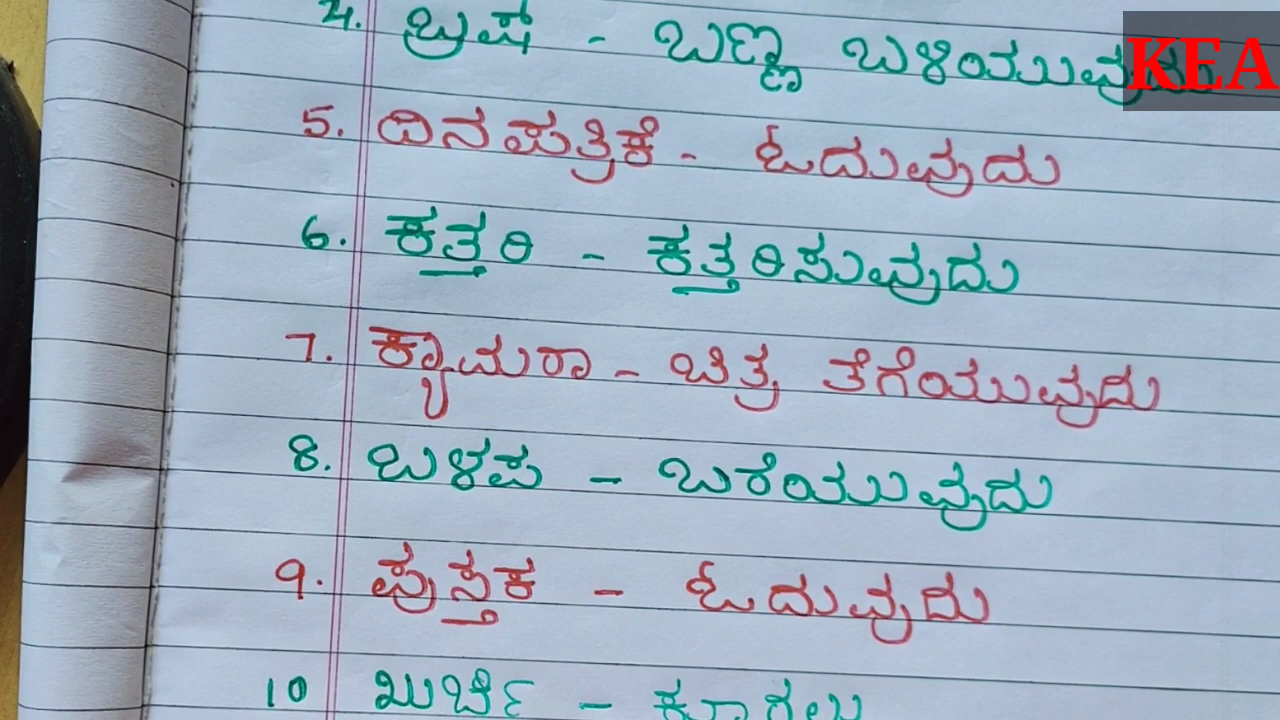 4. ಬ್ರಷ್ - ಬಣ್ಣ ಬಳಿಯುವುದು
KEA
5. ದಿನಪತ್ರಿಕೆ - ಓದುವುದು
6. ಕತ್ತರಿ - ಕತ್ತರಿಸುವುದು
7. ಕ್ಯಾಮರಾ - ಚಿತ್ರ ತೆಗೆಯುವುದು
8. ಬಳಪ - ಬರೆಯುವುದು
9. ಪುಸ್ತಕ - ಓದುವುದು
10 ಖುರ್ಚಿ - ಕೂರಲು